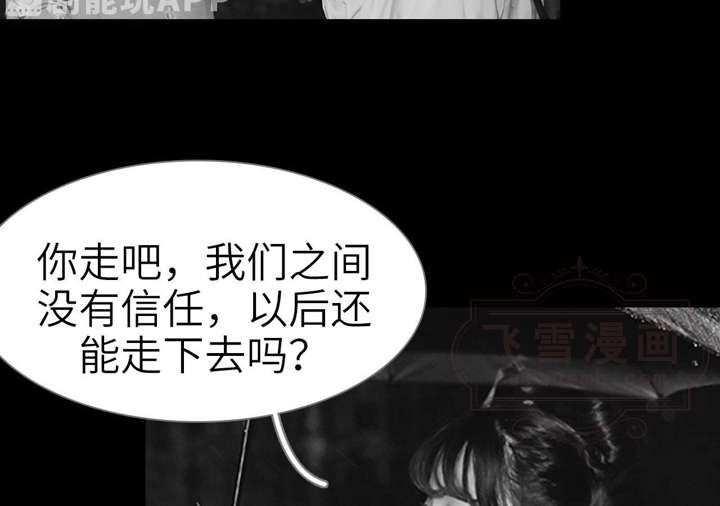 你走吧，我们之间
没有信任，以后还
能走下去吗？
飞雪漫画